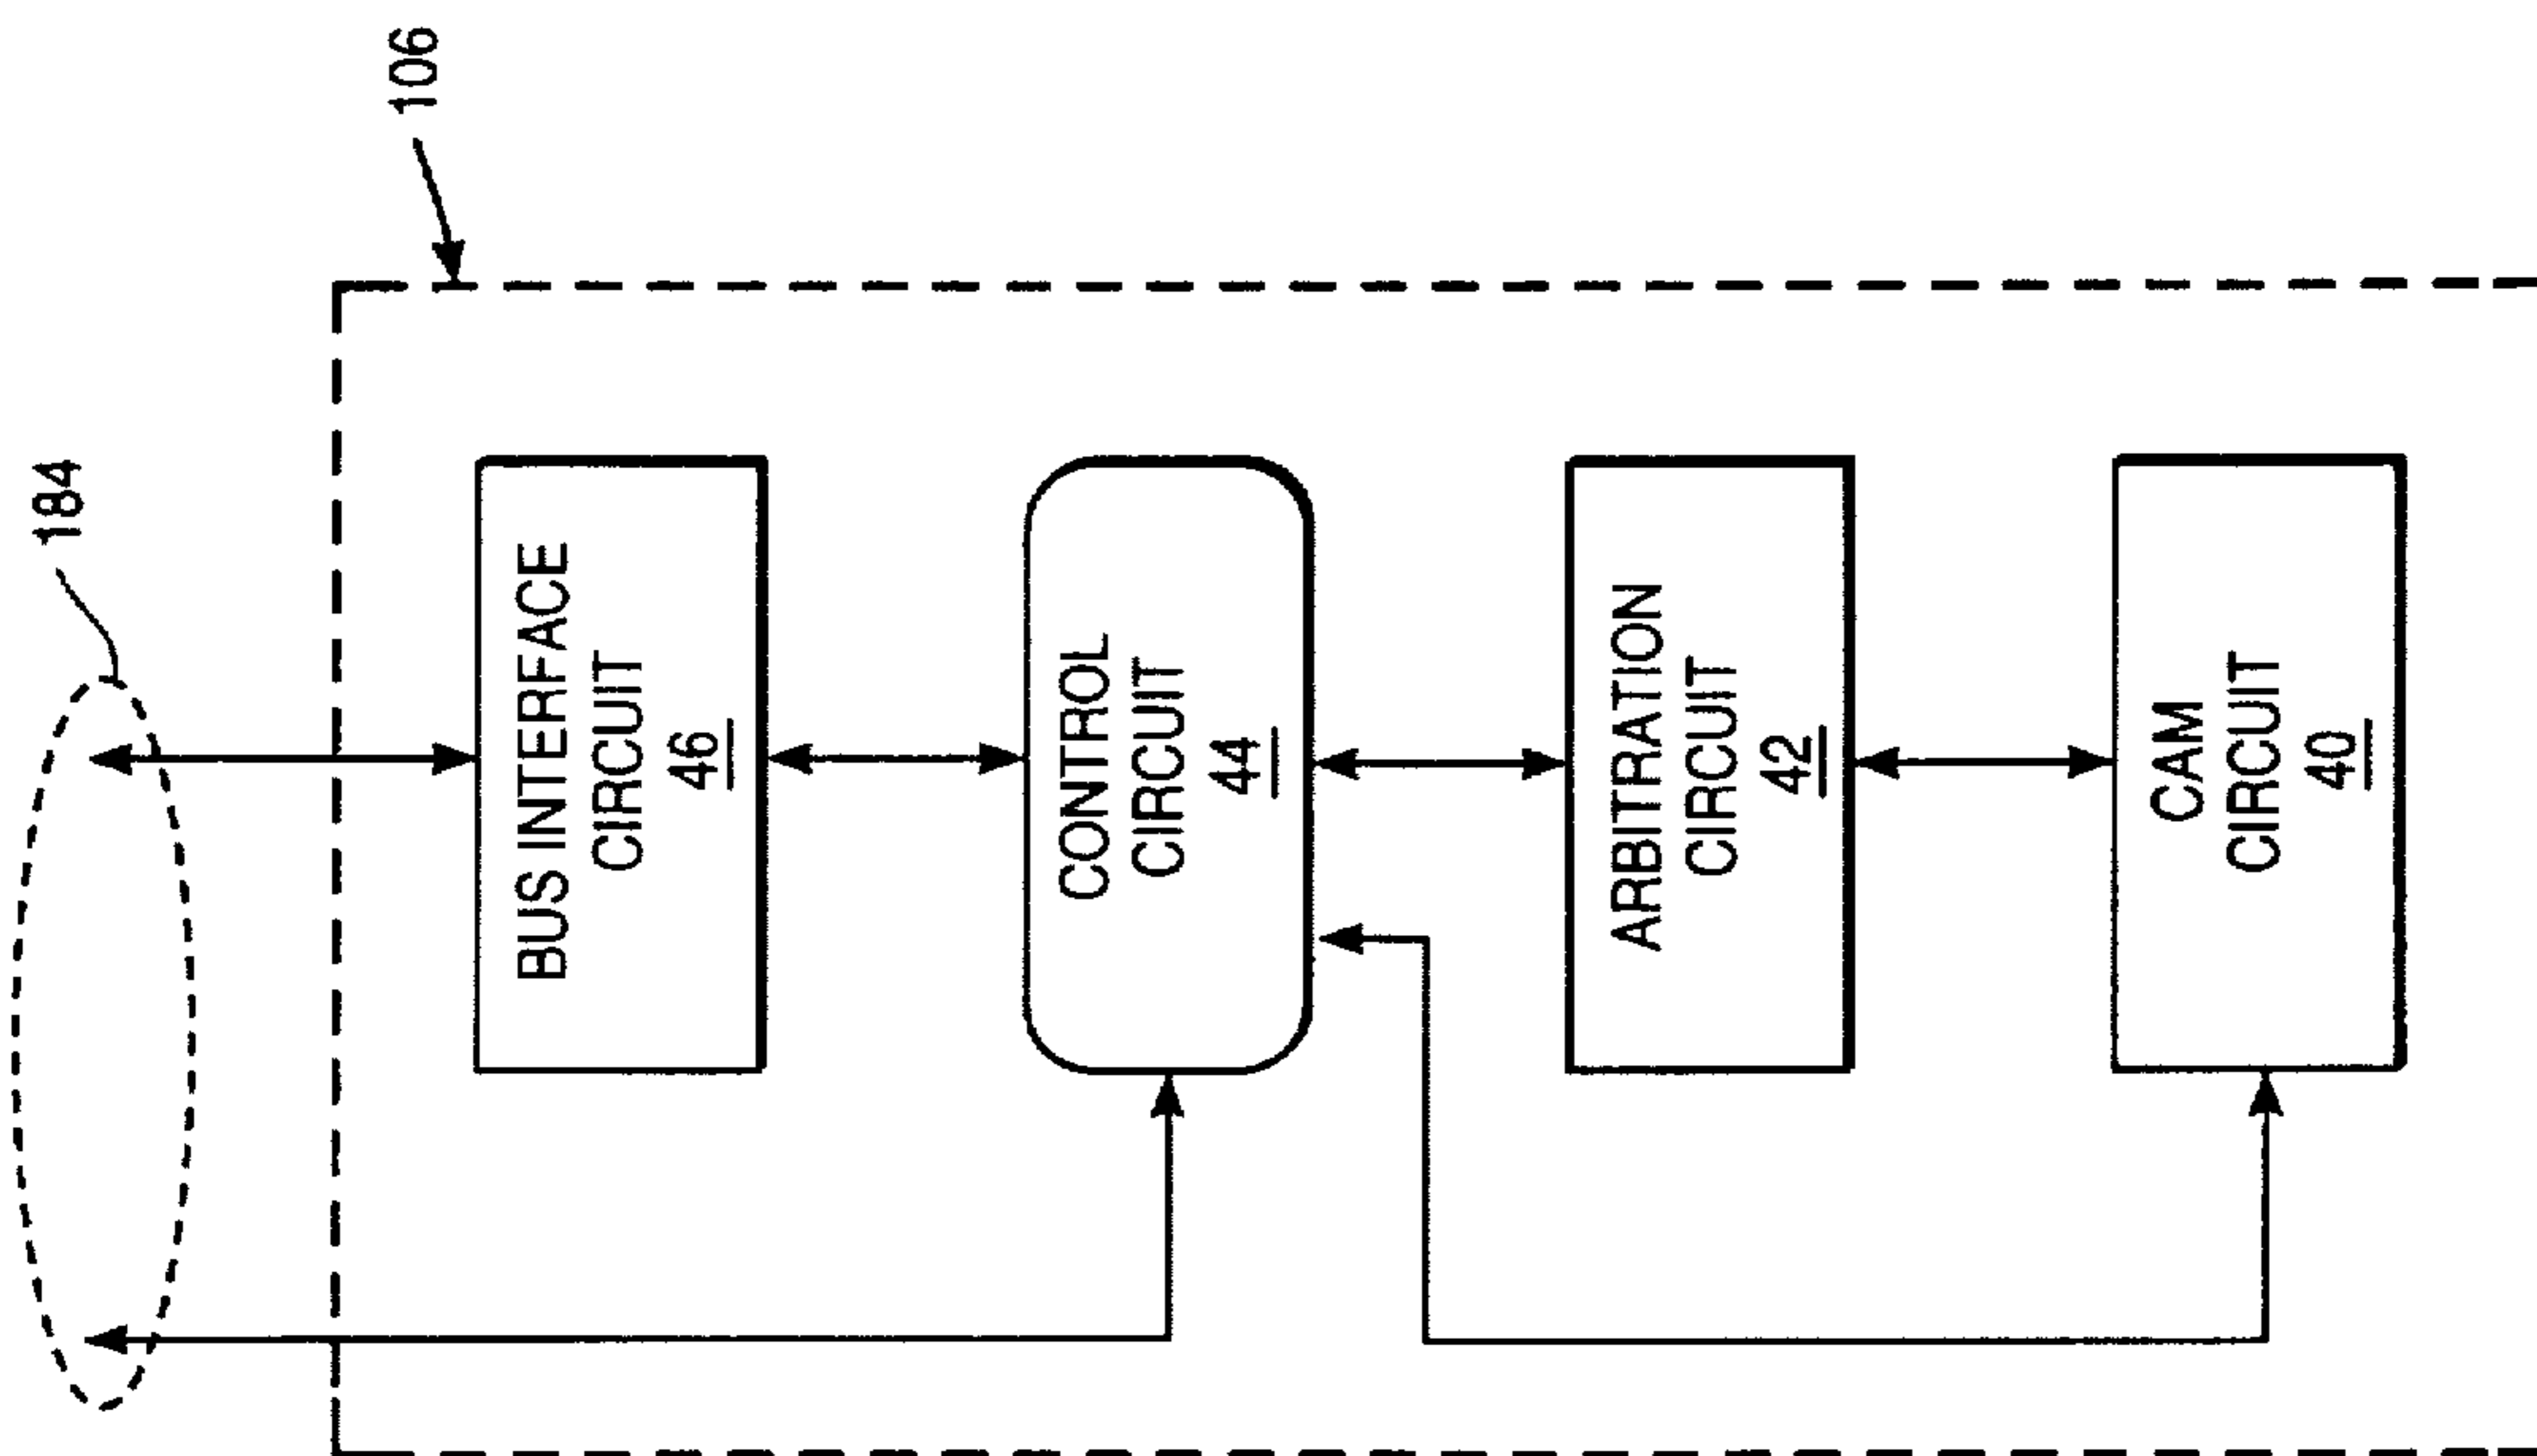 106
184
BUS INTERFACE
CIRCUIT
46
CONTROL
CIRCUIT
44
ARBITRATION
CIRCUIT
42
CAM
CIRCUIT
40